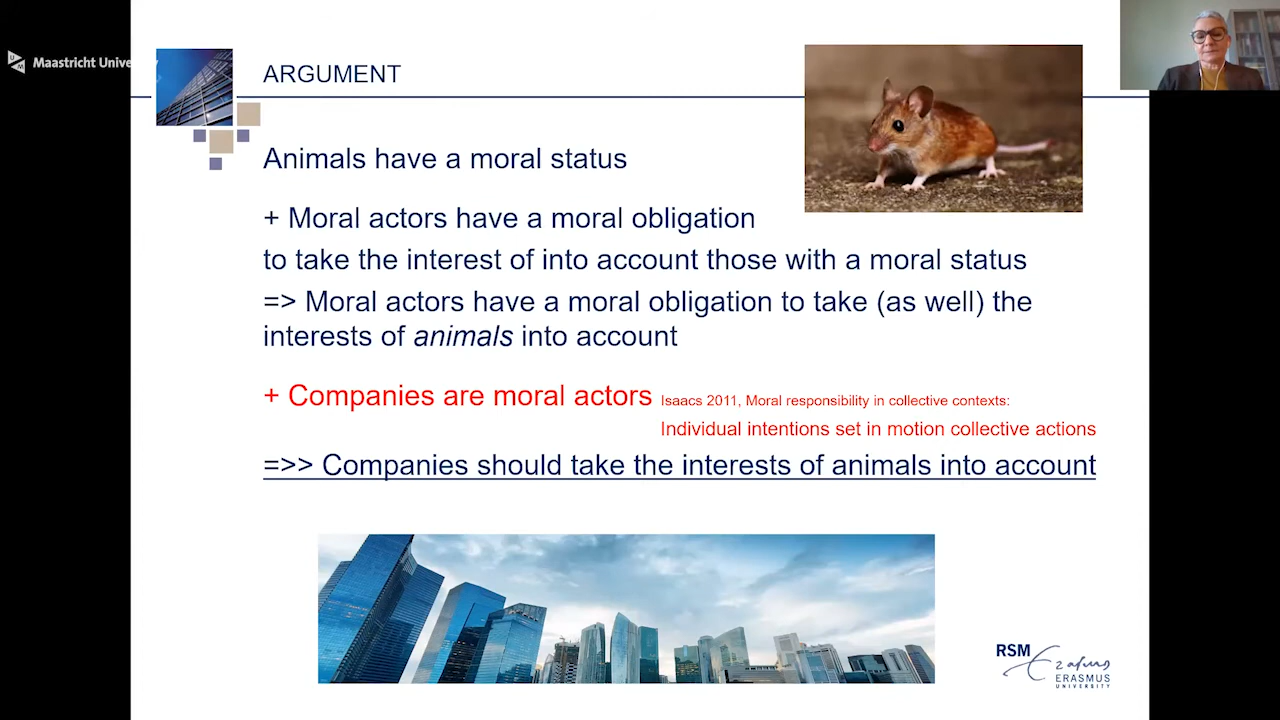 Maastricht Unive
ARGUMENT
Animals have a moral status
+ Moral actors have a moral obligation
to take the interest of into account those with a moral status
=> Moral actors have a moral obligation to take (as well) the
interests of animals into account
+ Companies are moral actors Isaacs 2011, Moral responsibility in collective contexts:
Individual intentions set in motion collective actions
=>> Companies should take the interests of animals into account
RSM
Erasmus
ERASMUS
UNIVERSITY